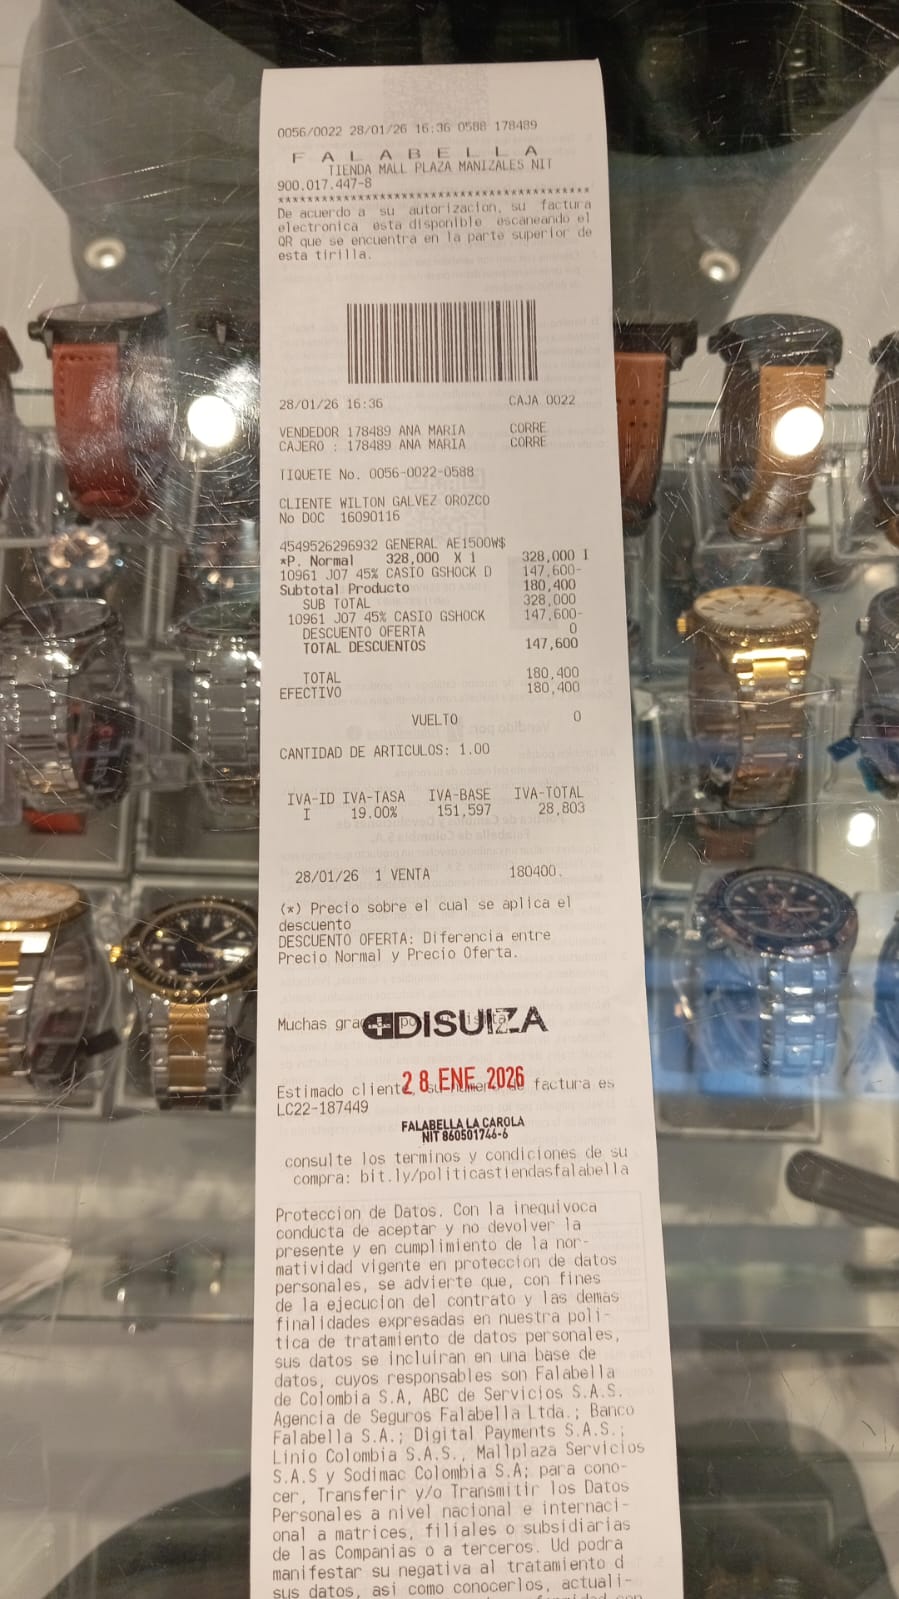 0056/0022 28/01/26 16:36 0588 178489
F A L A B E L L A
TIENDA MALL PLAZA MANIZALES NIT
900.017.447-8
****************************************
De acuerdo a su autorizacion, su factura
electronica esta disponible escaneando el
QR que se encuentra en la parte superior de
esta tirilla.
28/01/26 16:36 CAJA 0022
VENDEDOR 178489 ANA MARIA CORRE
CAJERO : 178489 ANA MARIA CORRE
TIQUETE No. 0056-0022-0588
CLIENTE WILTON GALVEZ OROZCO
No DOC 16090116
4549526296932 GENERAL AE1500W$
*P. Normal 328,000 X 1 328,000 I
10961 J07 45% CASIO GSHOCK D 147,600-
Subtotal Producto 180,400
SUB TOTAL 328,000
10961 J07 45% CASIO GSHOCK 147,600-
DESCUENTO OFERTA 0
TOTAL DESCUENTOS 147,600
TOTAL 180,400
EFECTIVO 180,400
VUELTO 0
CANTIDAD DE ARTICULOS: 1.00
IVA-ID IVA-TASA IVA-BASE IVA-TOTAL
I 19.00% 151,597 28,803
28/01/26 1 VENTA 180400.
(*) Precio sobre el cual se aplica el
descuento
DESCUENTO OFERTA: Diferencia entre
Precio Normal y Precio Oferta.
Muchas DISUIZA
28 ENE 2026
Estimado cliente, su de factura es
LC22-187449
FALABELLA LA CAROLA
NIT 860501746-6
consulte los terminos y condiciones de su
compra: bit.ly/politicastiendasfalabella
Proteccion de Datos. Con la inequivoca
conducta de aceptar y no devolver la
presente y en cumplimiento de la nor-
matividad vigente en proteccion de datos
personales, se advierte que, con fines
de la ejecucion del contrato y las demas
finalidades expresadas en nuestra poli-
tica de tratamiento de datos personales,
sus datos se incluiran en una base de
datos, cuyos responsables son Falabella
de Colombia S.A, ABC de Servicios S.A.S.
Agencia de Seguros Falabella Ltda.; Banco
Falabella S.A.; Digital Payments S.A.S.;
Linio Colombia S.A.S., Mallplaza Servicios
S.A.S y Sodimac Colombia S.A; para cono-
cer, Transferir y/o Transmitir los Datos
Personales a nivel nacional e internaci-
onal a matrices, filiales o subsidiarias
de las Companias o a terceros. Ud podra
manifestar su negativa al tratamiento d
sus datos, asi como conocerlos, actuali-